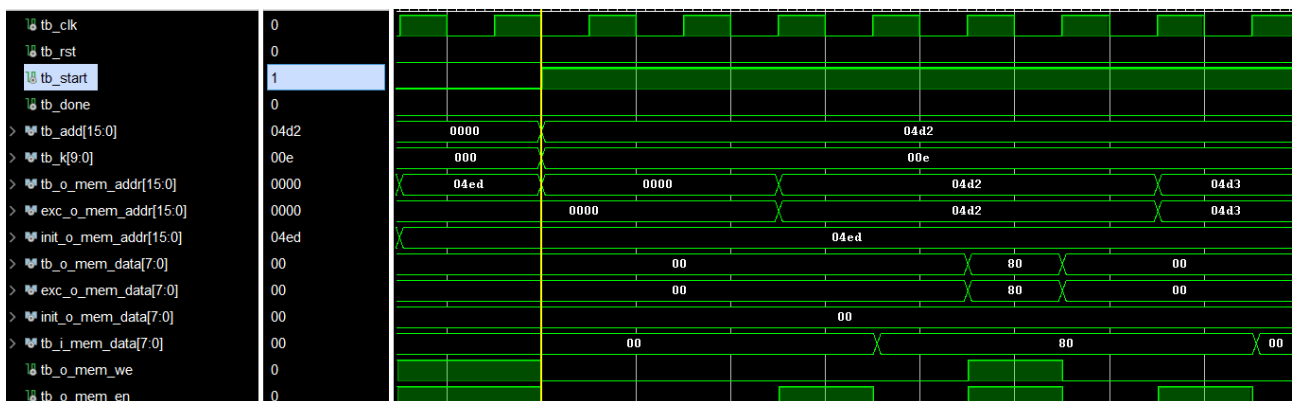 tb_clk 0
tb_rst 0
tb_start 1
tb_done 0
tb_add[15:0] 04d2 0000 04d2
tb_k[9:0] 00e 000 00e
tb_o_mem_addr[15:0] 0000 04ed 0000 04d2 04d3
exc_o_mem_addr[15:0] 0000 0000 04d2 04d3
init_o_mem_addr[15:0] 04ed 04ed
tb_o_mem_data[7:0] 00 00 80 00
exc_o_mem_data[7:0] 00 00 80 00
init_o_mem_data[7:0] 00 00
tb_i_mem_data[7:0] 00 00 80 00
tb_o_mem_we 0
tb_o_mem_en 0